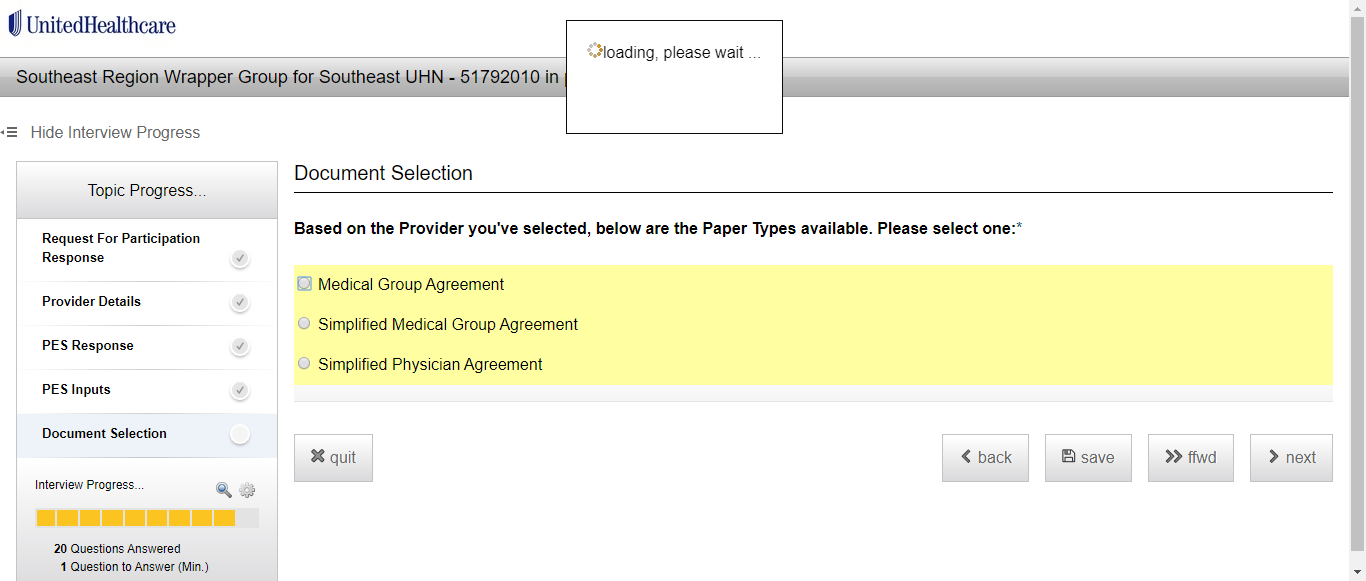 UnitedHealthcare
loading, please wait ...
Southeast Region Wrapper Group for Southeast UHN - 51792010 in
Hide Interview Progress
Topic Progress...
Request For Participation
Response
Provider Details
PES Response
PES Inputs
Document Selection
Interview Progress...
20 Questions Answered
1 Question to Answer (Min.)
Document Selection
Based on the Provider you've selected, below are the Paper Types available. Please select one:*
Medical Group Agreement
Simplified Medical Group Agreement
Simplified Physician Agreement
quit
back
save
ffwd
next